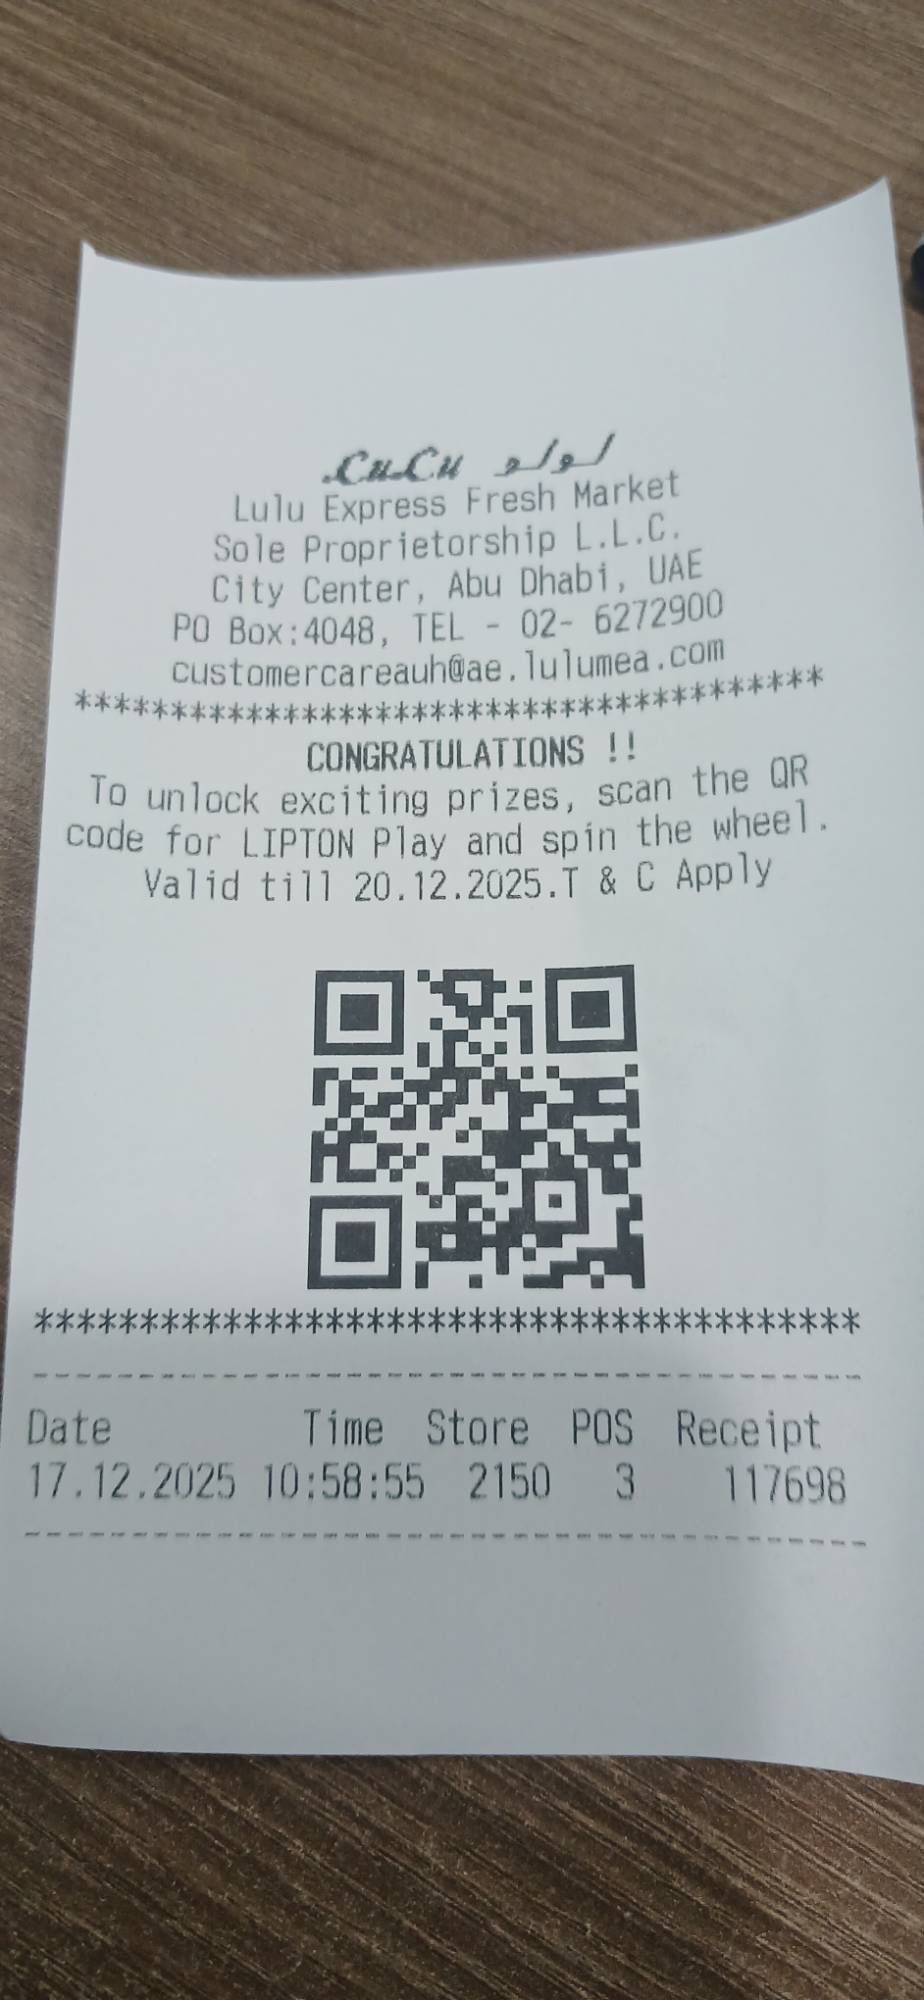 LuLu لولو
Lulu Express Fresh Market
Sole Proprietorship L.L.C.
City Center, Abu Dhabi, UAE
PO Box:4048, TEL - 02- 6272900
customercareauh@ae.lulumea.com
****************************************
CONGRATULATIONS !!
To unlock exciting prizes, scan the QR
code for LIPTON Play and spin the wheel.
Valid till 20.12.2025.T & C Apply
****************************************
----------------------------------------
Date Time Store POS Receipt
17.12.2025 10:58:55 2150 3 117698
----------------------------------------